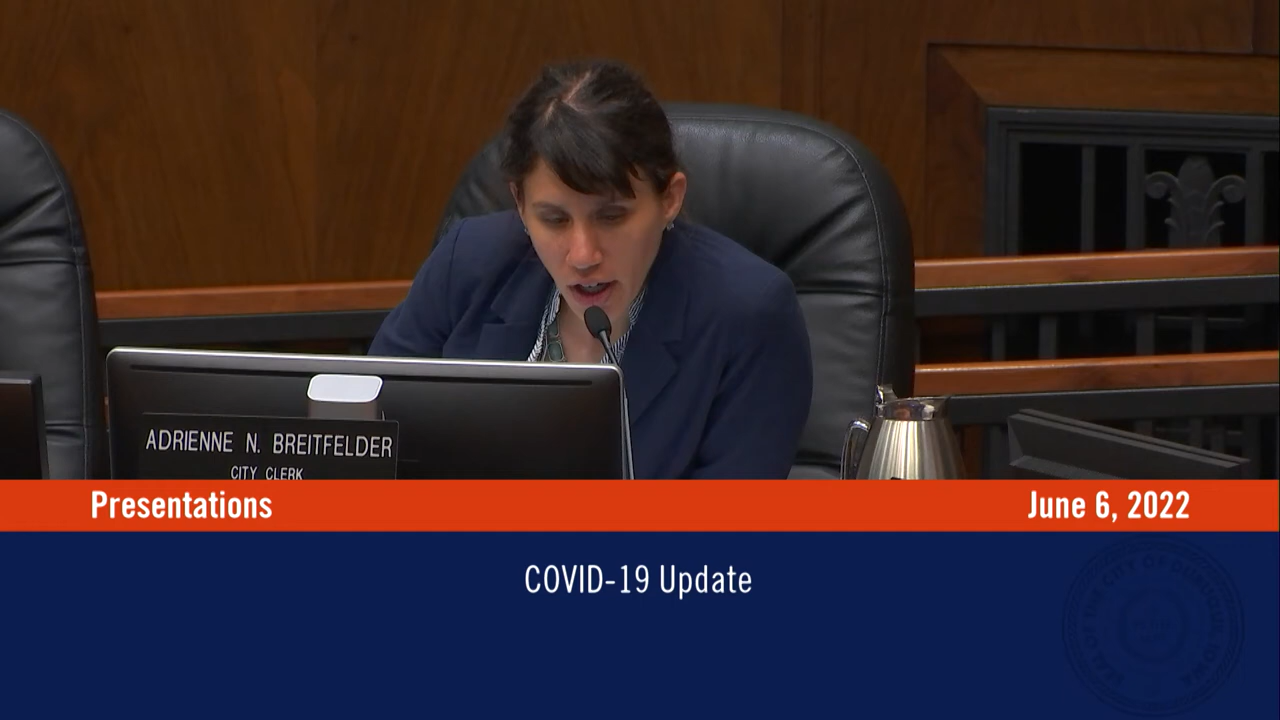 ADRIENNE N. BREITFELDER
CITY CLERK
Presentations
June 6, 2022
COVID-19 Update